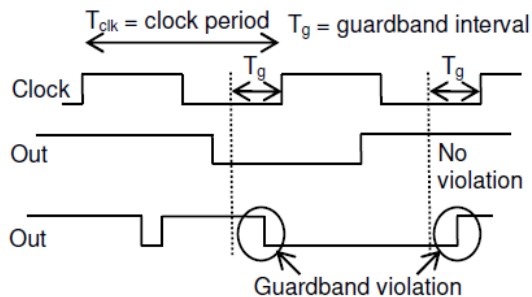 T_clk = clock period
T_g = guardband interval
T_g
T_g
Clock
Out
No
violation
Out
Guardband violation